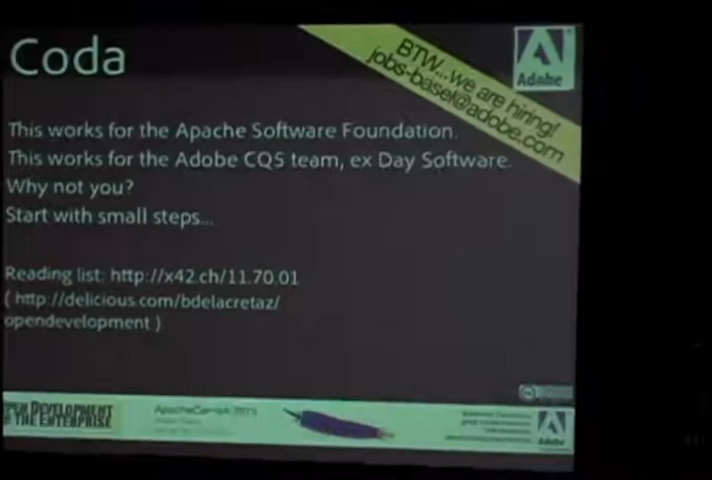 Coda
BTW...we are hiring!
jobs-basel@adobe.com
Adobe
This works for the Apache Software Foundation.
This works for the Adobe CQ5 team, ex Day Software.
Why not you?
Start with small steps...
Reading list: http://x42.ch/11.70.01
( http://delicious.com/bdelacretaz/
opendevelopment )
OPEN DEVELOPMENT
THE ENTERPRISE
Adobe